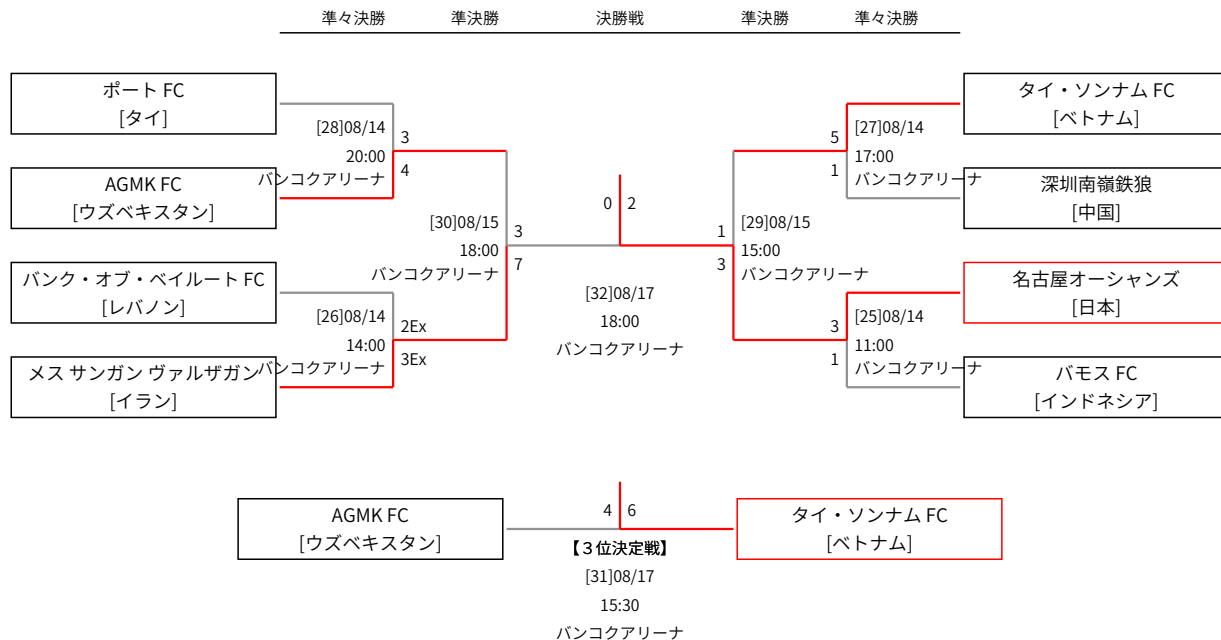 準々決勝 準決勝 決勝戦 準決勝 準々決勝
ポート FC
[タイ]
[28]08/14
20:00
バンコクアリーナ
3
4
AGMK FC
[ウズベキスタン]
[30]08/15
18:00
バンコクアリーナ
3
7
バンク・オブ・ベイルート FC
[レバノン]
[26]08/14
14:00
バンコクアリーナ
2Ex
3Ex
メス サンガン ヴァルザガン
[イラン]
0 2
[32]08/17
18:00
バンコクアリーナ
タイ・ソンナム FC
[ベトナム]
5
1
[27]08/14
17:00
バンコクアリーナ
深圳南嶺鉄狼
[中国]
1
3
[29]08/15
15:00
バンコクアリーナ
名古屋オーシャンズ
[日本]
3
1
[25]08/14
11:00
バンコクアリーナ
バモス FC
[インドネシア]
AGMK FC
[ウズベキスタン]
4 6
【３位決定戦】
[31]08/17
15:30
バンコクアリーナ
タイ・ソンナム FC
[ベトナム]